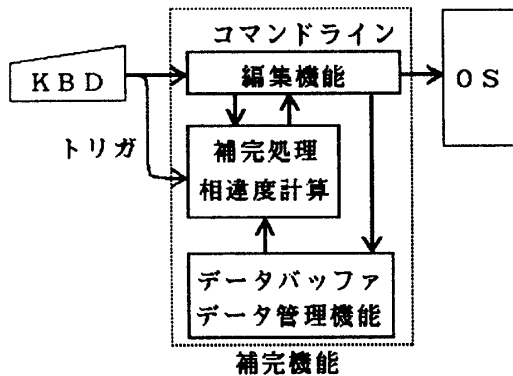 コマンドライン
KBD
編集機能
OS
トリガ
補完処理
相違度計算
データバッファ
データ管理機能
補完機能